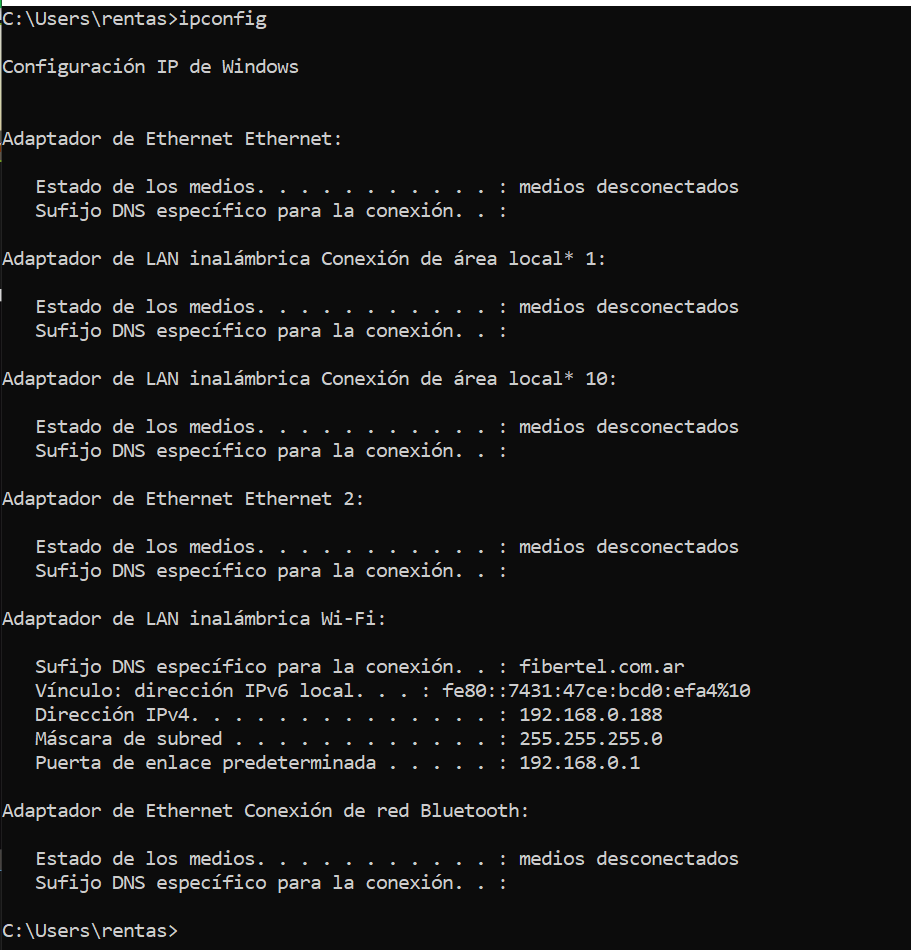 C:\Users\rentas>ipconfig
Configuración IP de Windows
Adaptador de Ethernet Ethernet:
Estado de los medios. . . . . . . . . . . : medios desconectados
Sufijo DNS específico para la conexión. . :
Adaptador de LAN inalámbrica Conexión de área local* 1:
Estado de los medios. . . . . . . . . . . : medios desconectados
Sufijo DNS específico para la conexión. . :
Adaptador de LAN inalámbrica Conexión de área local* 10:
Estado de los medios. . . . . . . . . . . : medios desconectados
Sufijo DNS específico para la conexión. . :
Adaptador de Ethernet Ethernet 2:
Estado de los medios. . . . . . . . . . . : medios desconectados
Sufijo DNS específico para la conexión. . :
Adaptador de LAN inalámbrica Wi-Fi:
Sufijo DNS específico para la conexión. . : fibertel.com.ar
Vínculo: dirección IPv6 local. . . : fe80::7431:47ce:bcd0:efa4%10
Dirección IPv4. . . . . . . . . . . . . . : 192.168.0.188
Máscara de subred . . . . . . . . . . . . : 255.255.255.0
Puerta de enlace predeterminada . . . . . : 192.168.0.1
Adaptador de Ethernet Conexión de red Bluetooth:
Estado de los medios. . . . . . . . . . . : medios desconectados
Sufijo DNS específico para la conexión. . :
C:\Users\rentas>